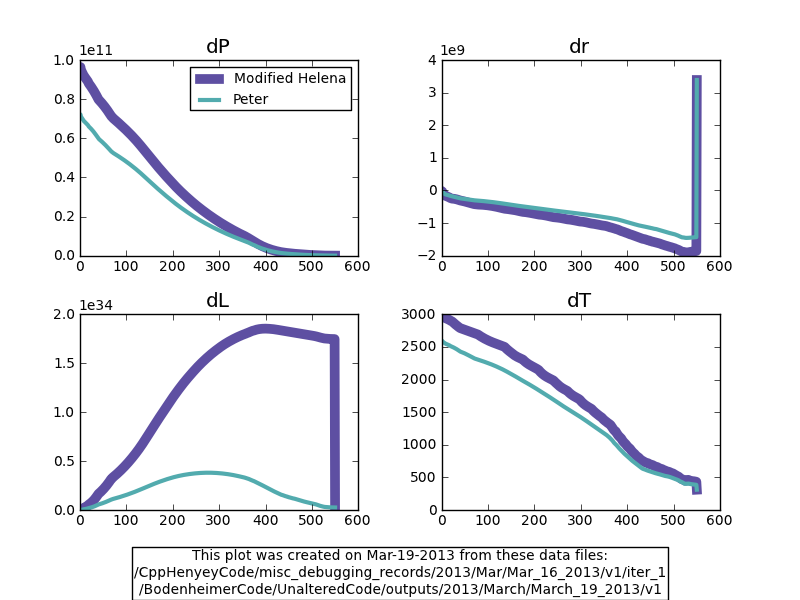 dP
1e11
1.0
0.8
0.6
0.4
0.2
0.0
0 100 200 300 400 500 600
Modified Helena
Peter
dr
1e9
4
3
2
1
0
−1
−2
0 100 200 300 400 500 600
dL
1e34
2.0
1.5
1.0
0.5
0.0
0 100 200 300 400 500 600
dT
3000
2500
2000
1500
1000
500
0
0 100 200 300 400 500 600
This plot was created on Mar-19-2013 from these data files:
/CppHenyeyCode/misc_debugging_records/2013/Mar/Mar_16_2013/v1/iter_1
/BodenheimerCode/UnalteredCode/outputs/2013/March/March_19_2013/v1